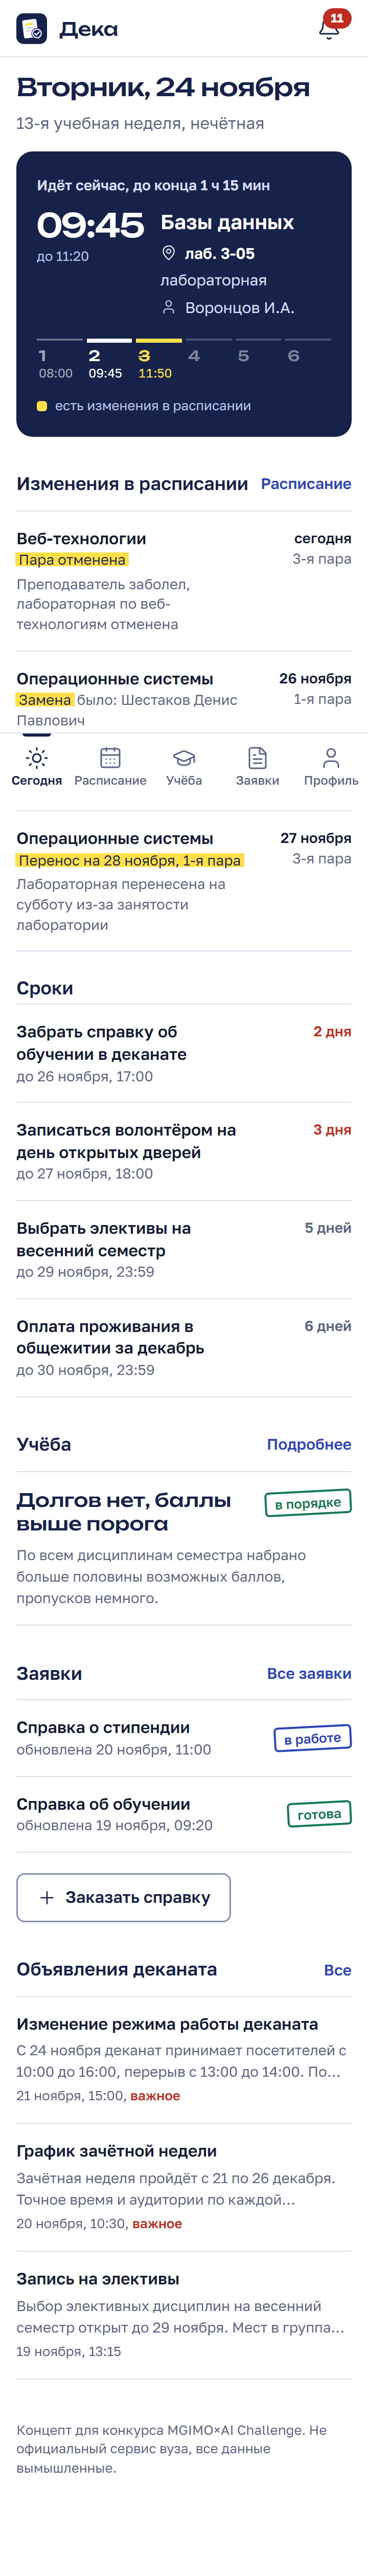 Дека
11
Вторник, 24 ноября
13-я учебная неделя, нечётная
Идёт сейчас, до конца 1 ч 15 мин
09:45
до 11:20
Базы данных
лаб. 3-05
лабораторная
Воронцов И.А.
1 2 3 4 5 6
08:00 09:45 11:50
есть изменения в расписании
Изменения в расписании Расписание
Веб-технологии сегодня
Пара отменена 3-я пара
Преподаватель заболел,
лабораторная по веб-
технологиям отменена
Операционные системы 26 ноября
Замена было: Шестаков Денис 1-я пара
Павлович
Сегодня Расписание Учёба Заявки Профиль
Операционные системы 27 ноября
Перенос на 28 ноября, 1-я пара 3-я пара
Лабораторная перенесена на
субботу из-за занятости
лаборатории
Сроки
Забрать справку об 2 дня
обучении в деканате
до 26 ноября, 17:00
Записаться волонтёром на 3 дня
день открытых дверей
до 27 ноября, 18:00
Выбрать элективы на 5 дней
весенний семестр
до 29 ноября, 23:59
Оплата проживания в 6 дней
общежитии за декабрь
до 30 ноября, 23:59
Учёба Подробнее
Долгов нет, баллы в порядке
выше порога
По всем дисциплинам семестра набрано
больше половины возможных баллов,
пропусков немного.
Заявки Все заявки
Справка о стипендии в работе
обновлена 20 ноября, 11:00
Справка об обучении готова
обновлена 19 ноября, 09:20
Заказать справку
Объявления деканата Все
Изменение режима работы деканата
С 24 ноября деканат принимает посетителей с
10:00 до 16:00, перерыв с 13:00 до 14:00. По...
21 ноября, 15:00, важное
График зачётной недели
Зачётная неделя пройдёт с 21 по 26 декабря.
Точное время и аудитории по каждой...
20 ноября, 10:30, важное
Запись на элективы
Выбор элективных дисциплин на весенний
семестр открыт до 29 ноября. Мест в группа...
19 ноября, 13:15
Концепт для конкурса MGIMO×AI Challenge. Не
официальный сервис вуза, все данные
вымышленные.